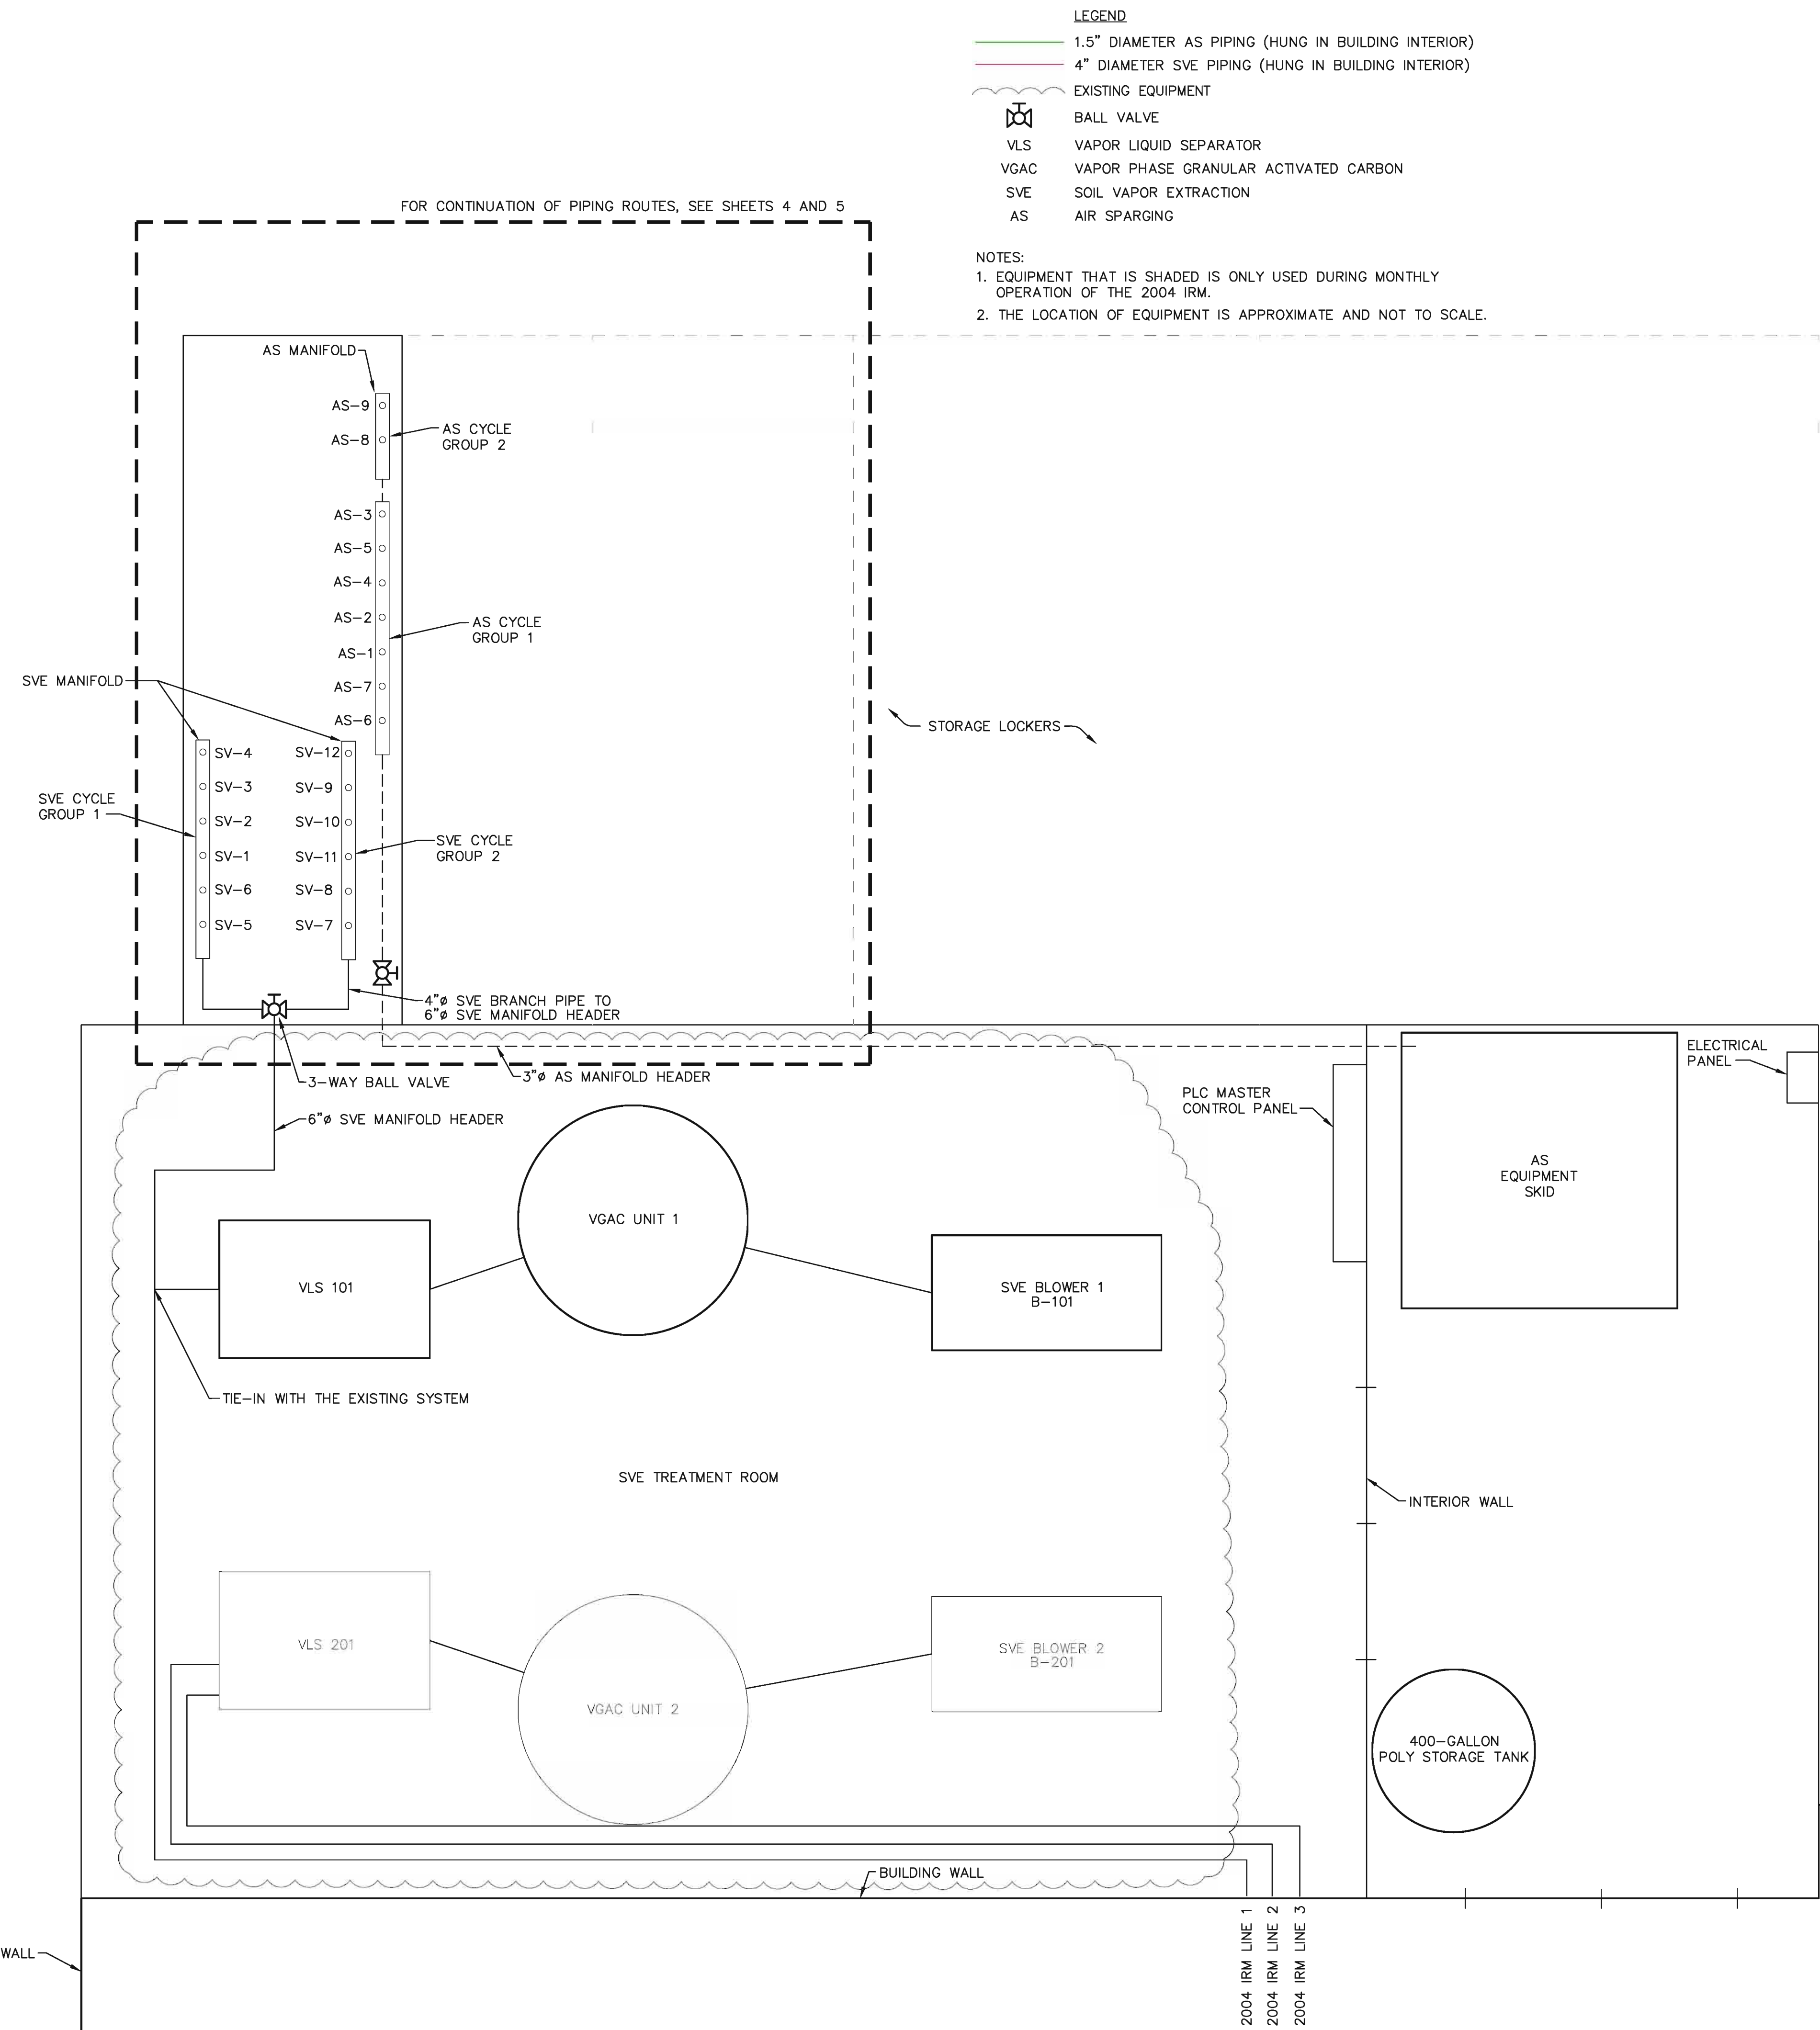 LEGEND
1.5" DIAMETER AS PIPING (HUNG IN BUILDING INTERIOR)
4" DIAMETER SVE PIPING (HUNG IN BUILDING INTERIOR)
EXISTING EQUIPMENT
BALL VALVE
VLS VAPOR LIQUID SEPARATOR
VGAC VAPOR PHASE GRANULAR ACTIVATED CARBON
SVE SOIL VAPOR EXTRACTION
AS AIR SPARGING
NOTES:
1. EQUIPMENT THAT IS SHADED IS ONLY USED DURING MONTHLY
OPERATION OF THE 2004 IRM.
2. THE LOCATION OF EQUIPMENT IS APPROXIMATE AND NOT TO SCALE.
FOR CONTINUATION OF PIPING ROUTES, SEE SHEETS 4 AND 5
AS MANIFOLD
AS-9
AS-8
AS CYCLE
GROUP 2
AS-3
AS-5
AS-4
AS-2
AS-1
AS-7
AS-6
AS CYCLE
GROUP 1
SVE MANIFOLD
STORAGE LOCKERS
SV-4
SV-3
SV-2
SV-1
SV-6
SV-5
SVE CYCLE
GROUP 1
SV-12
SV-9
SV-10
SV-11
SV-8
SV-7
SVE CYCLE
GROUP 2
4"ø SVE BRANCH PIPE TO
6"ø SVE MANIFOLD HEADER
3"ø AS MANIFOLD HEADER
3-WAY BALL VALVE
6"ø SVE MANIFOLD HEADER
PLC MASTER
CONTROL PANEL
ELECTRICAL
PANEL
AS
EQUIPMENT
SKID
VGAC UNIT 1
VLS 101
SVE BLOWER 1
B-101
TIE-IN WITH THE EXISTING SYSTEM
SVE TREATMENT ROOM
INTERIOR WALL
VLS 201
VGAC UNIT 2
SVE BLOWER 2
B-201
400-GALLON
POLY STORAGE TANK
BUILDING WALL
WALL
2004 IRM LINE 1
2004 IRM LINE 2
2004 IRM LINE 3